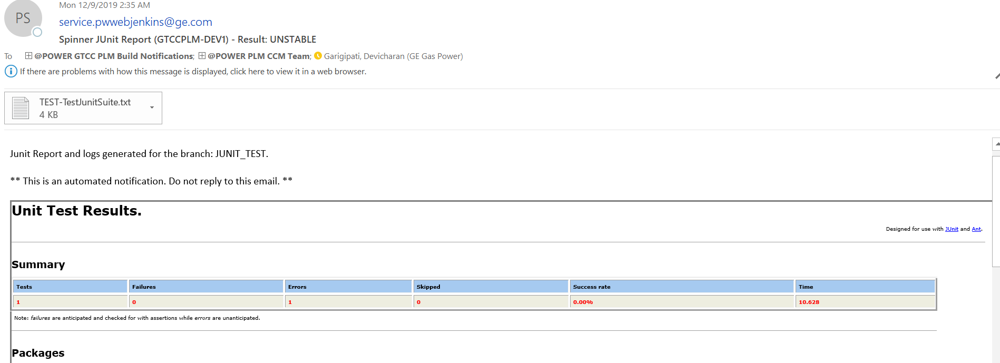 PS
Mon 12/9/2019 2:35 AM
service.pwwebjenkins@ge.com
Spinner JUnit Report (GTCCPLM-DEV1) - Result: UNSTABLE
To @POWER GTCC PLM Build Notifications; @POWER PLM CCM Team; Garigipati, Devicharan (GE Gas Power)
If there are problems with how this message is displayed, click here to view it in a web browser.
TEST-TestJunitSuite.txt
4 KB
Junit Report and logs generated for the branch: JUNIT_TEST.
** This is an automated notification. Do not reply to this email. **
Unit Test Results.
Designed for use with JUnit and Ant.
Summary
Tests Failures Errors Skipped Success rate Time
1 0 1 0 0.00% 10.628
Note: failures are anticipated and checked for with assertions while errors are unanticipated.
Packages